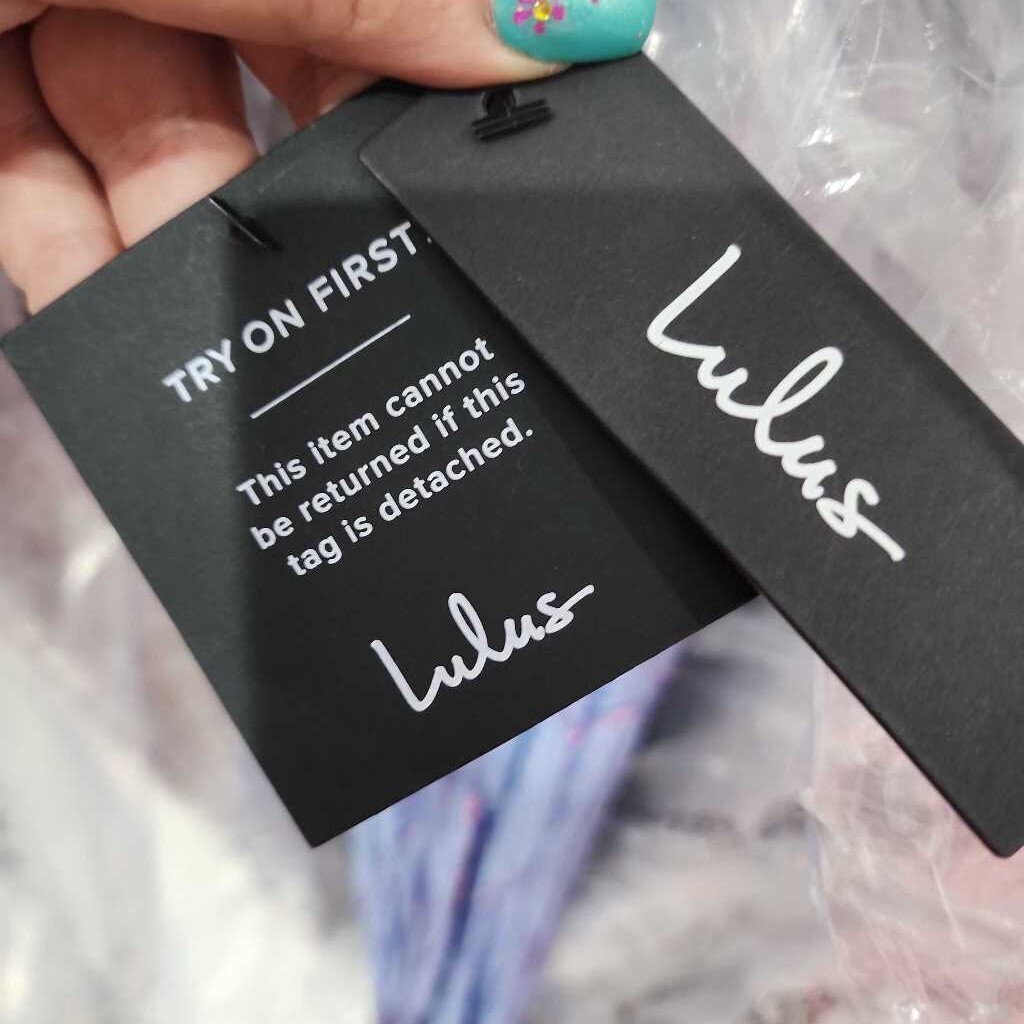 TRY ON FIRST.
This item cannot
be returned if this
tag is detached.
Lulus
Lulus